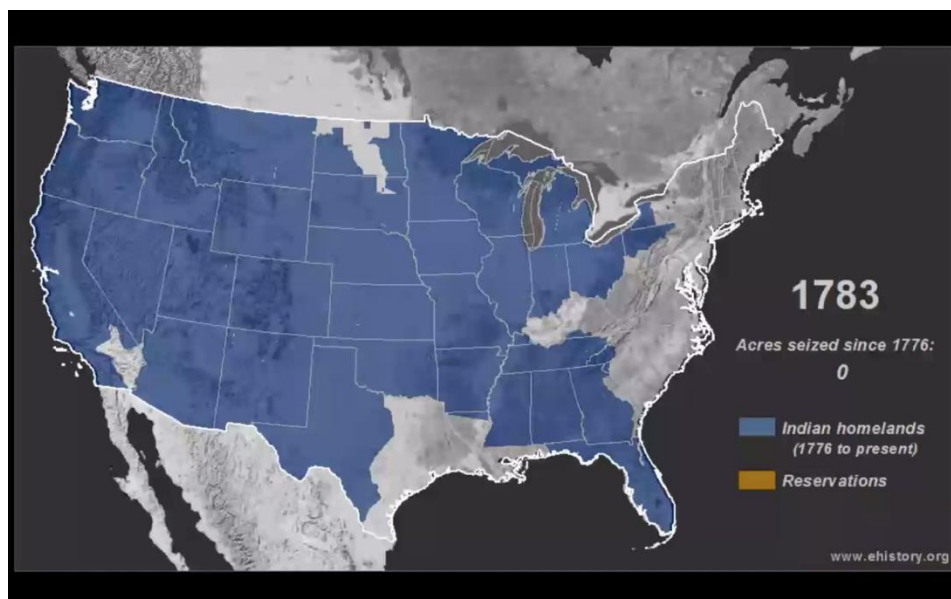 1783
Acres seized since 1776:
0
Indian homelands
(1776 to present)
Reservations
www.ehistory.org